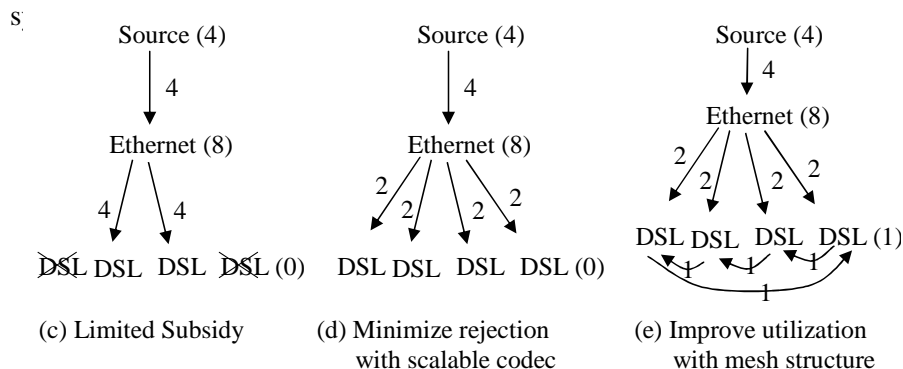 Source (4) Source (4) Source (4)
4 4 4
Ethernet (8) Ethernet (8) Ethernet (8)
4 4 2 2 2 2 2 2 2 2
DSL DSL DSL DSL (0) DSL DSL DSL DSL (0) DSL DSL DSL DSL (1)
1 1 1
1
(c) Limited Subsidy (d) Minimize rejection (e) Improve utilization
with scalable codec with mesh structure